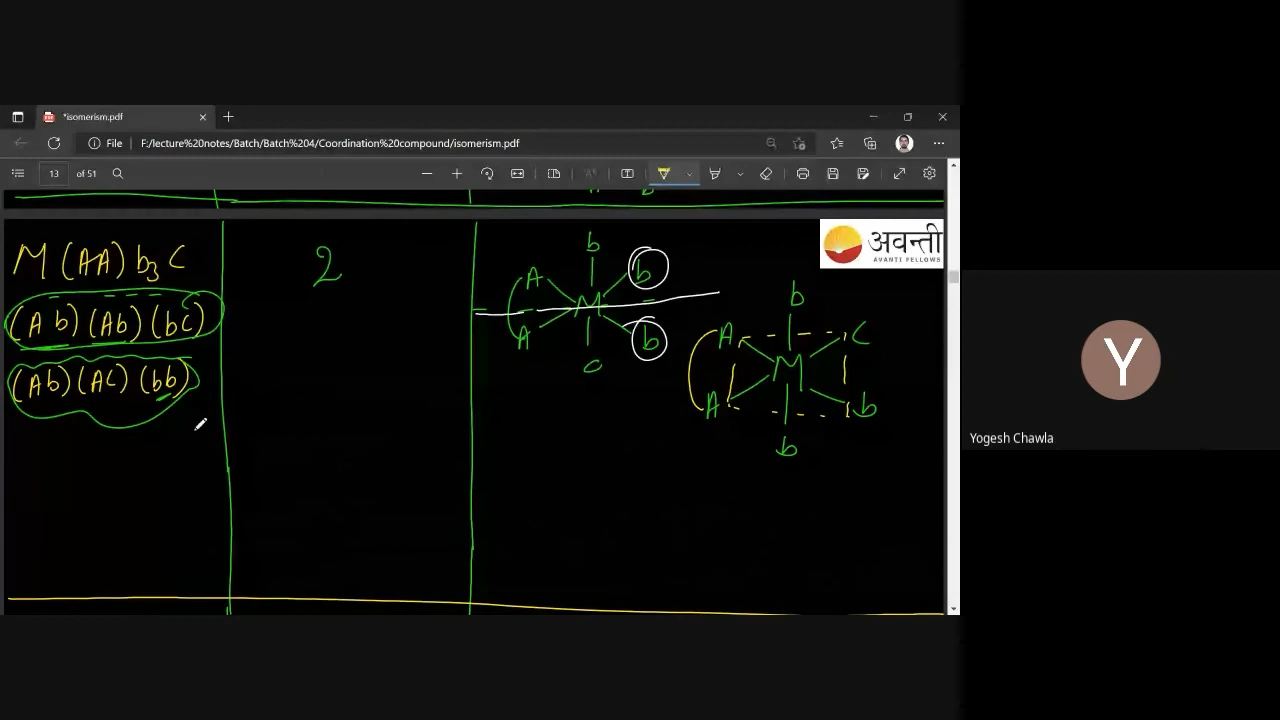 *isomerism.pdf
File F:/lecture%20notes/Batch/Batch%204/Coordination%20compound/isomerism.pdf
13 of 51
M (AA) b3 C
(Ab) (Ab) (bC)
(Ab) (AC) (bb)
2
b
A b
M
A b
c
b
A C
M
A b
b
अवन्ती
AVANTI FELLOWS
Y
Yogesh Chawla